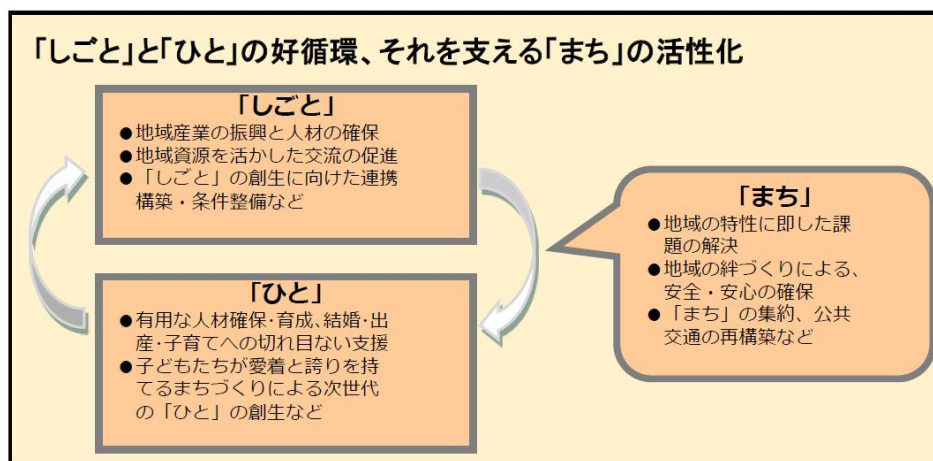 「しごと」と「ひと」の好循環、それを支える「まち」の活性化
「しごと」
●地域産業の振興と人材の確保
●地域資源を活かした交流の促進
●「しごと」の創生に向けた連携
構築・条件整備など
「ひと」
●有用な人材確保・育成、結婚・出
産・子育てへの切れ目ない支援
●子どもたちが愛着と誇りを持
てるまちづくりによる次世代
の「ひと」の創生など
「まち」
●地域の特性に即した課
題の解決
●地域の絆づくりによる、
安全・安心の確保
●「まち」の集約、公共
交通の再構築など